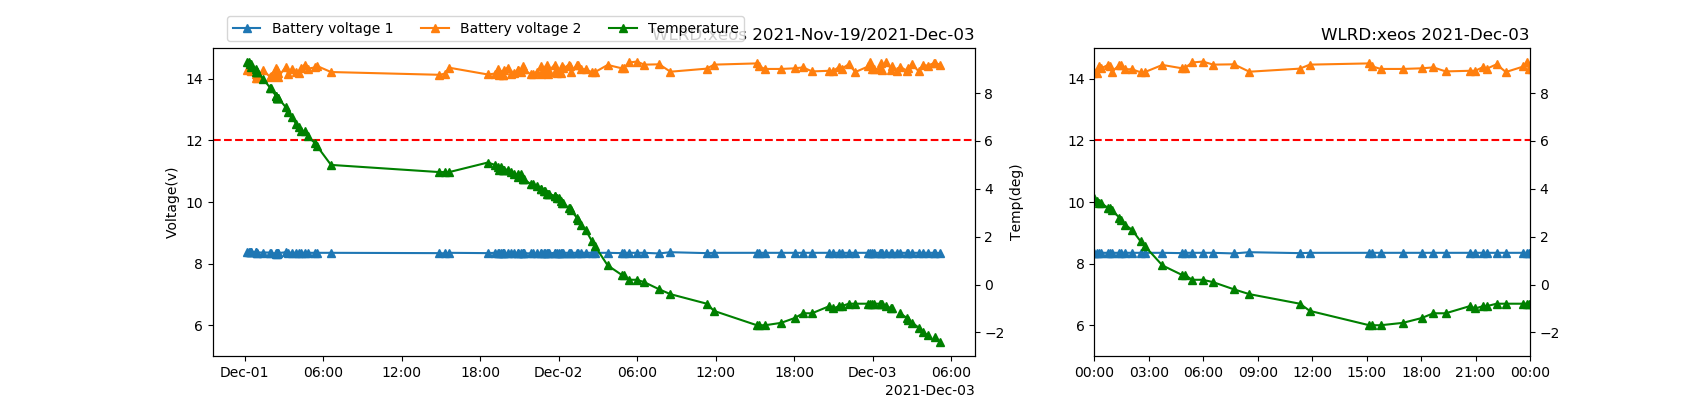 Battery voltage 1 Battery voltage 2 Temperature
WLRD:xeos 2021-Nov-19/2021-Dec-03
Voltage(v)
14
12
10
8
6
8
6
4
2
0
−2
Temp(deg)
Dec-01 06:00 12:00 18:00 Dec-02 06:00 12:00 18:00 Dec-03 06:00
2021-Dec-03
WLRD:xeos 2021-Dec-03
14
12
10
8
6
8
6
4
2
0
−2
00:00 03:00 06:00 09:00 12:00 15:00 18:00 21:00 00:00